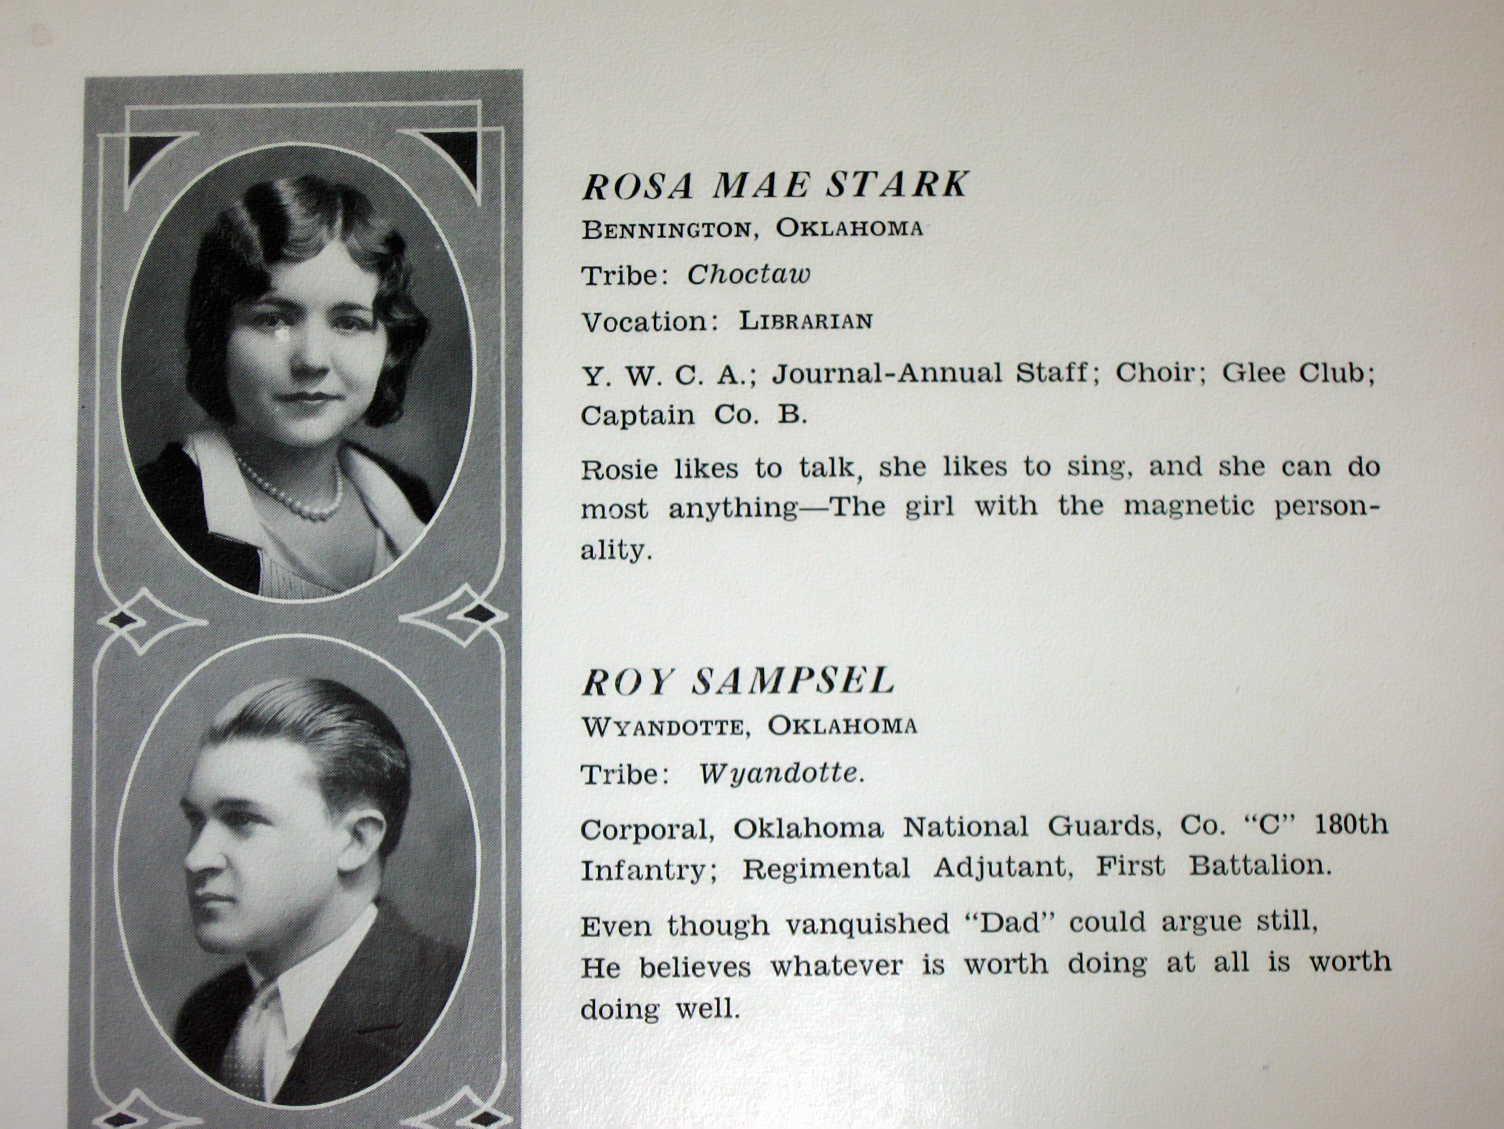 ROSA MAE STARK
BENNINGTON, OKLAHOMA
Tribe: Choctaw
Vocation: LIBRARIAN
Y. W. C. A.; Journal-Annual Staff; Choir; Glee Club;
Captain Co. B.
Rosie likes to talk, she likes to sing, and she can do
most anything—The girl with the magnetic person-
ality.
ROY SAMPSEL
WYANDOTTE, OKLAHOMA
Tribe: Wyandotte.
Corporal, Oklahoma National Guards, Co. “C” 180th
Infantry; Regimental Adjutant, First Battalion.
Even though vanquished “Dad” could argue still,
He believes whatever is worth doing at all is worth
doing well.